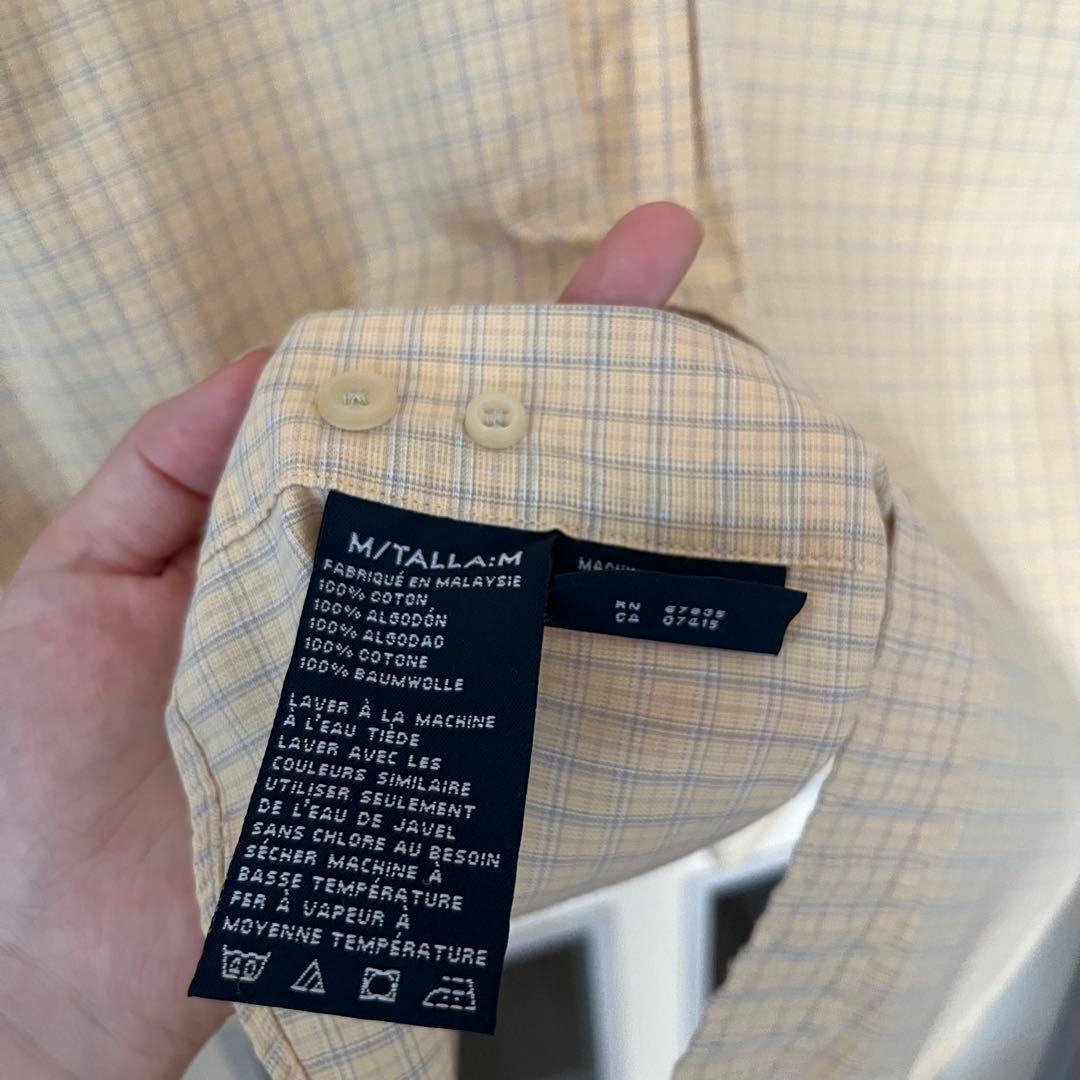 M/TALLA:M
FABRIQUÉ EN MALAYSIE
100% COTON
100% ALGODÓN
100% ALGODAO
100% COTONE
100% BAUMWOLLE
LAVER À LA MACHINE
À L'EAU TIÈDE
LAVER AVEC LES
COULEURS SIMILAIRE
UTILISER SEULEMENT
DE L'EAU DE JAVEL
SANS CHLORE AU BESOIN
SÉCHER MACHINE À
BASSE TEMPÉRATURE
FER À VAPEUR À
MOYENNE TEMPÉRATURE
40
RN
CA 07415